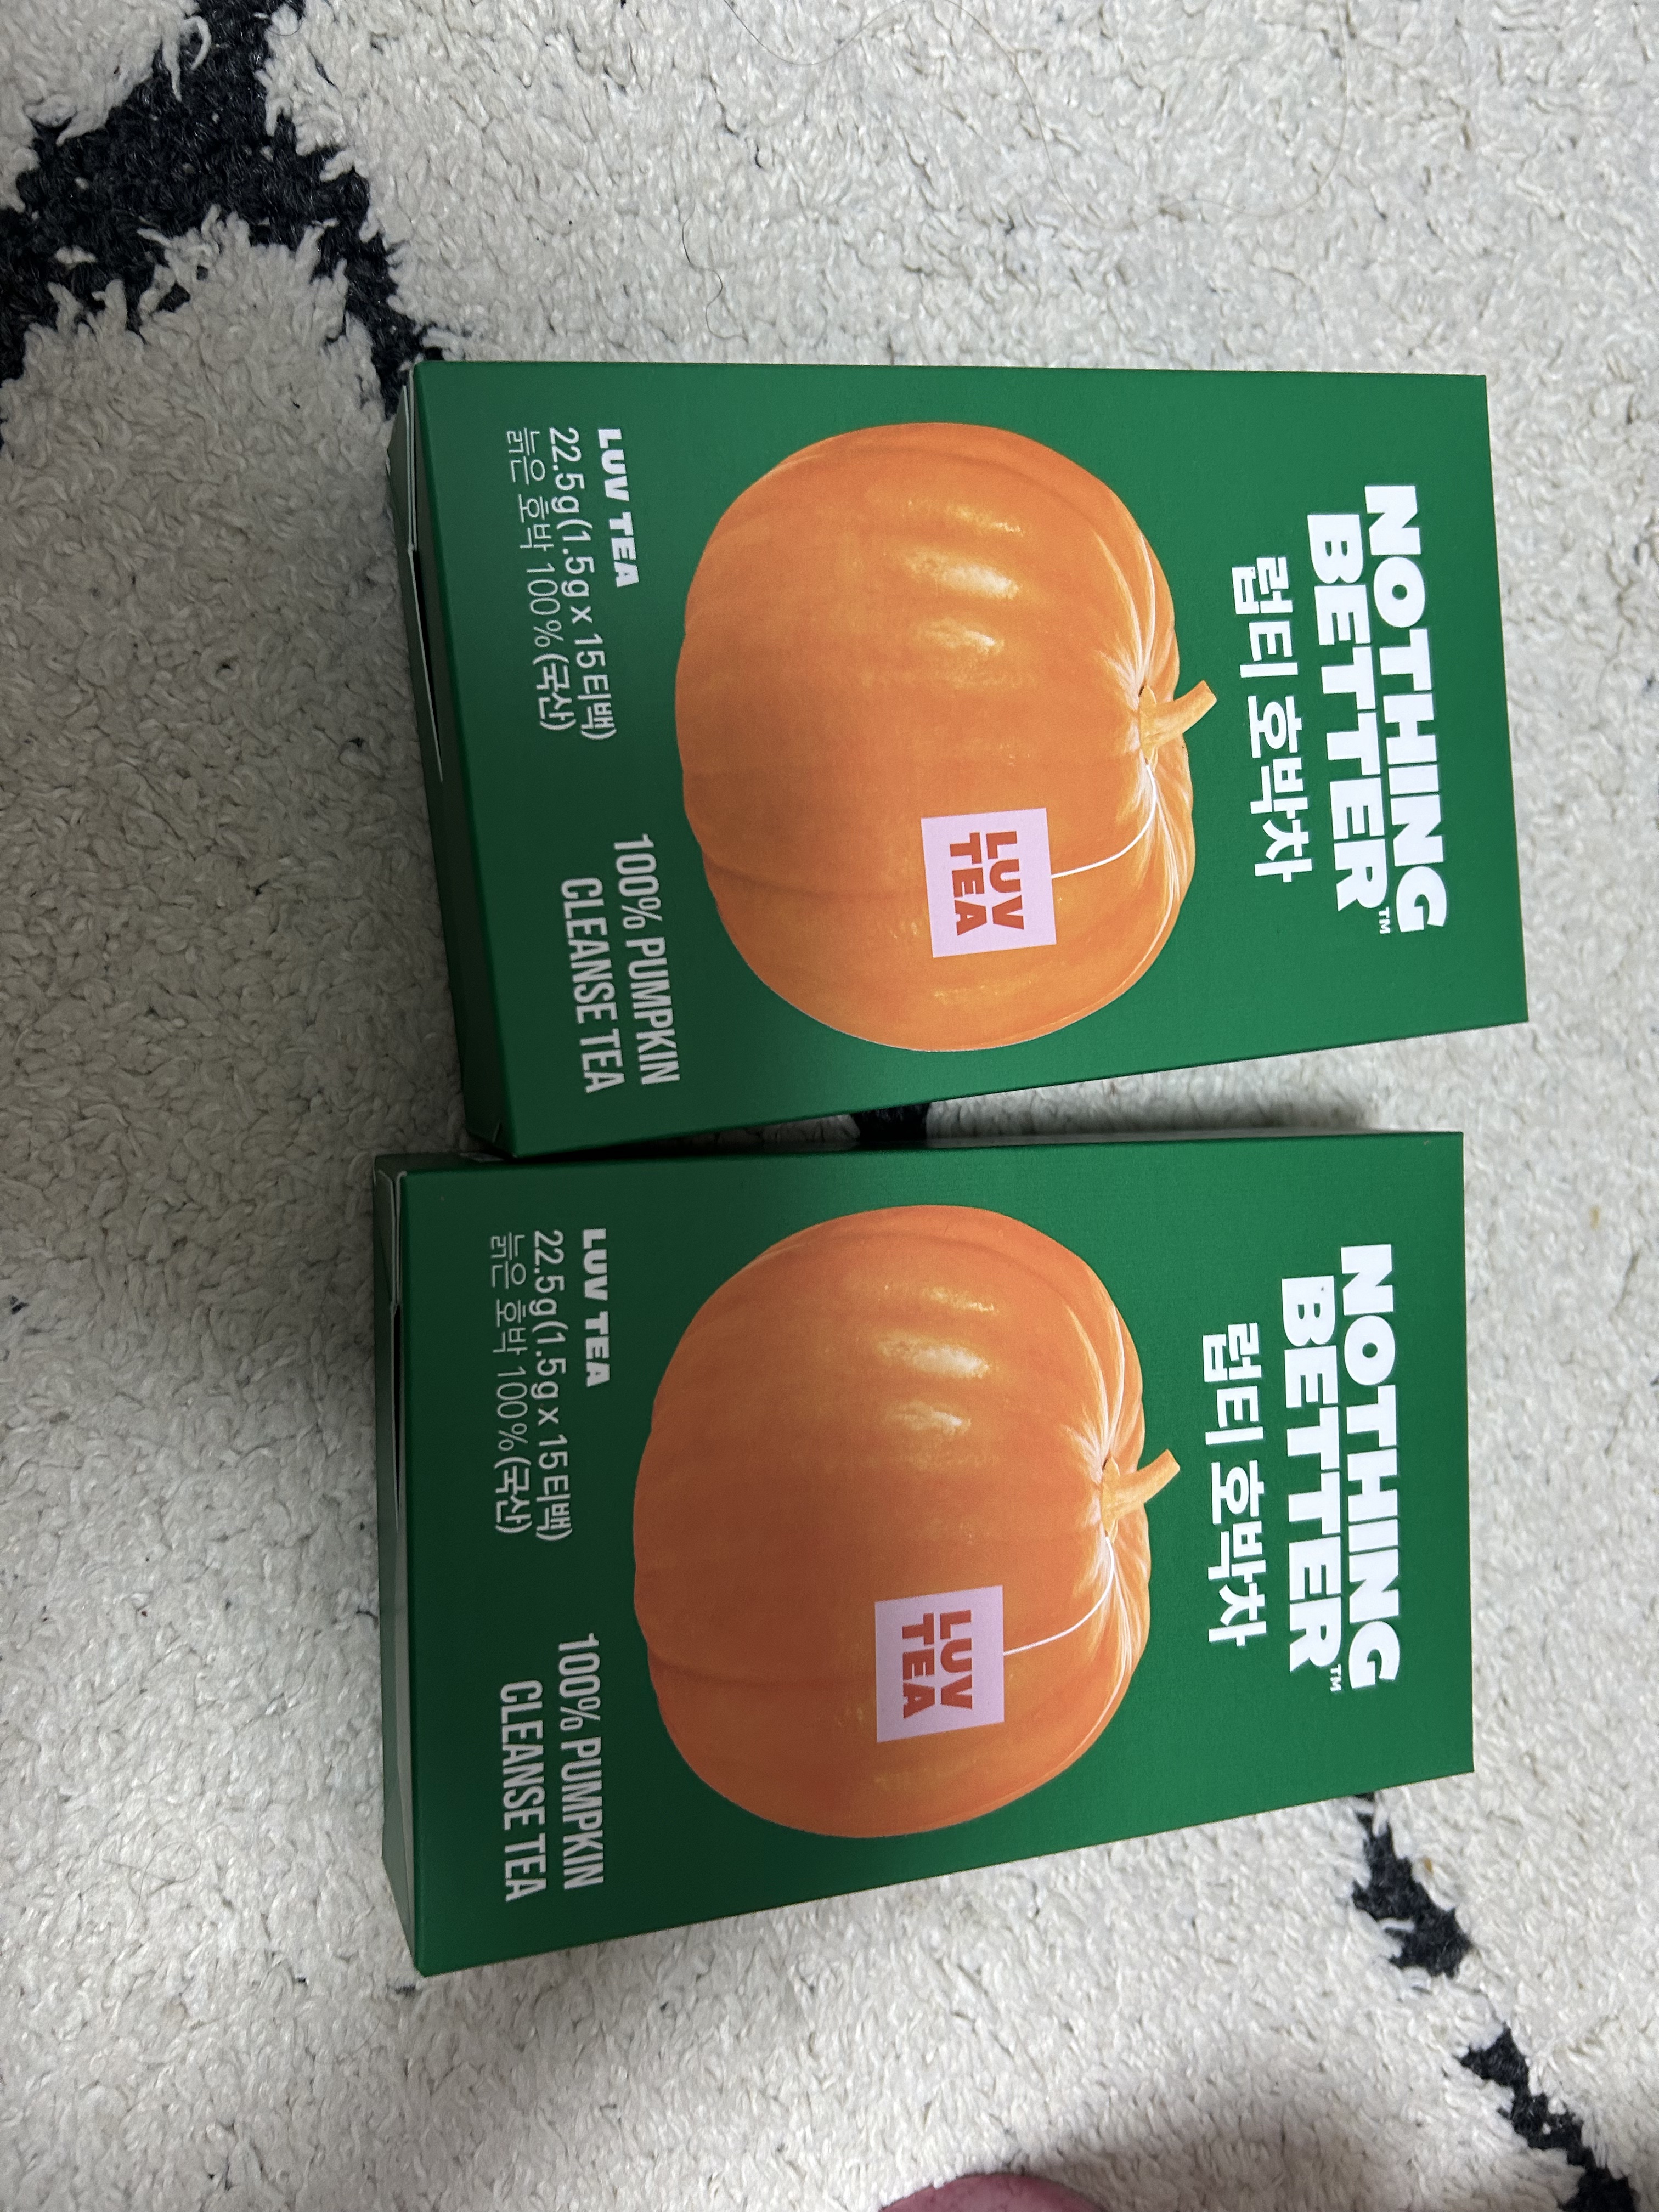 NOTHING
BETTER™
럽티 호박차
LUV
TEA
LUV TEA
22.5g(1.5g x 15티백)
늙은 호박 100%(국산)
100% PUMPKIN
CLEANSE TEA
NOTHING
BETTER™
럽티 호박차
LUV
TEA
LUV TEA
22.5g(1.5g x 15티백)
늙은 호박 100%(국산)
100% PUMPKIN
CLEANSE TEA